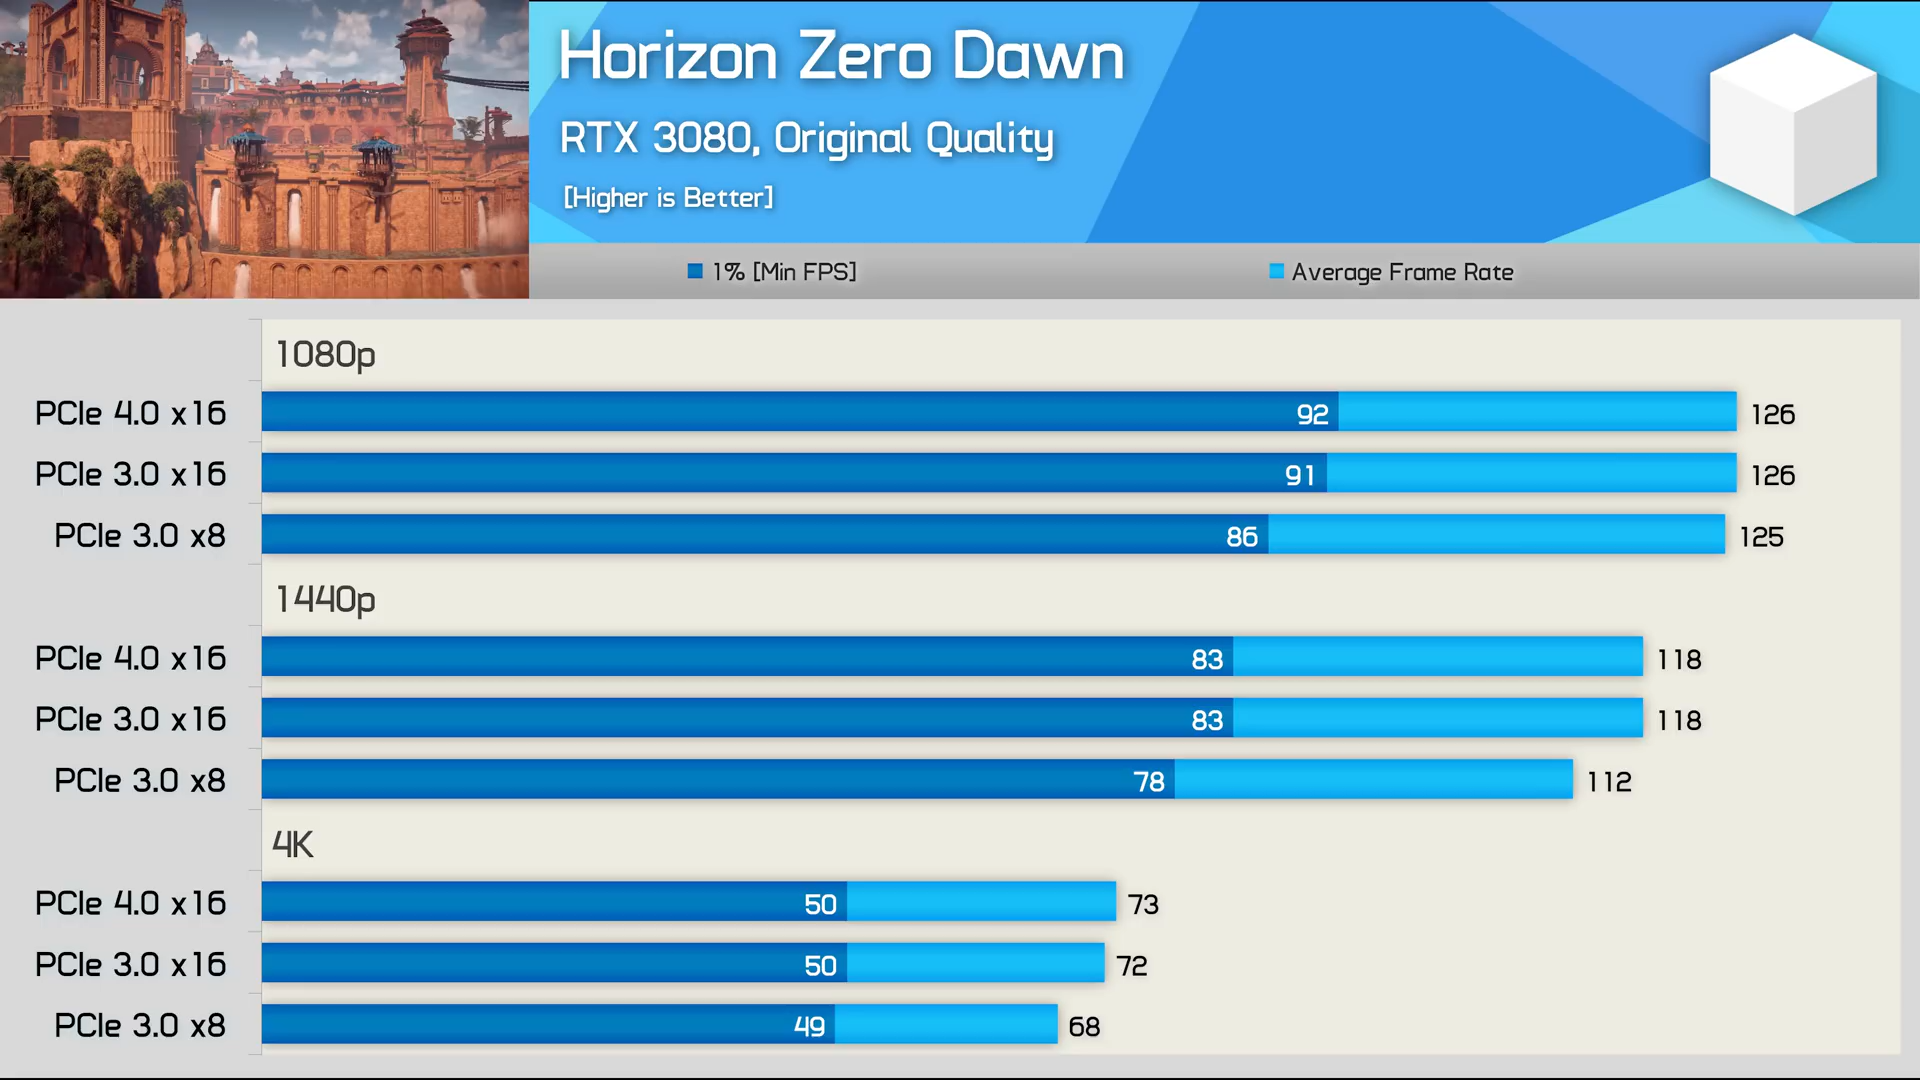 Horizon Zero Dawn
RTX 3080, Original Quality
[Higher is Better]
1% [Min FPS] Average Frame Rate
1080p
PCIe 4.0 x16 92 126
PCIe 3.0 x16 91 126
PCIe 3.0 x8 86 125
1440p
PCIe 4.0 x16 83 118
PCIe 3.0 x16 83 118
PCIe 3.0 x8 78 112
4K
PCIe 4.0 x16 50 73
PCIe 3.0 x16 50 72
PCIe 3.0 x8 49 68